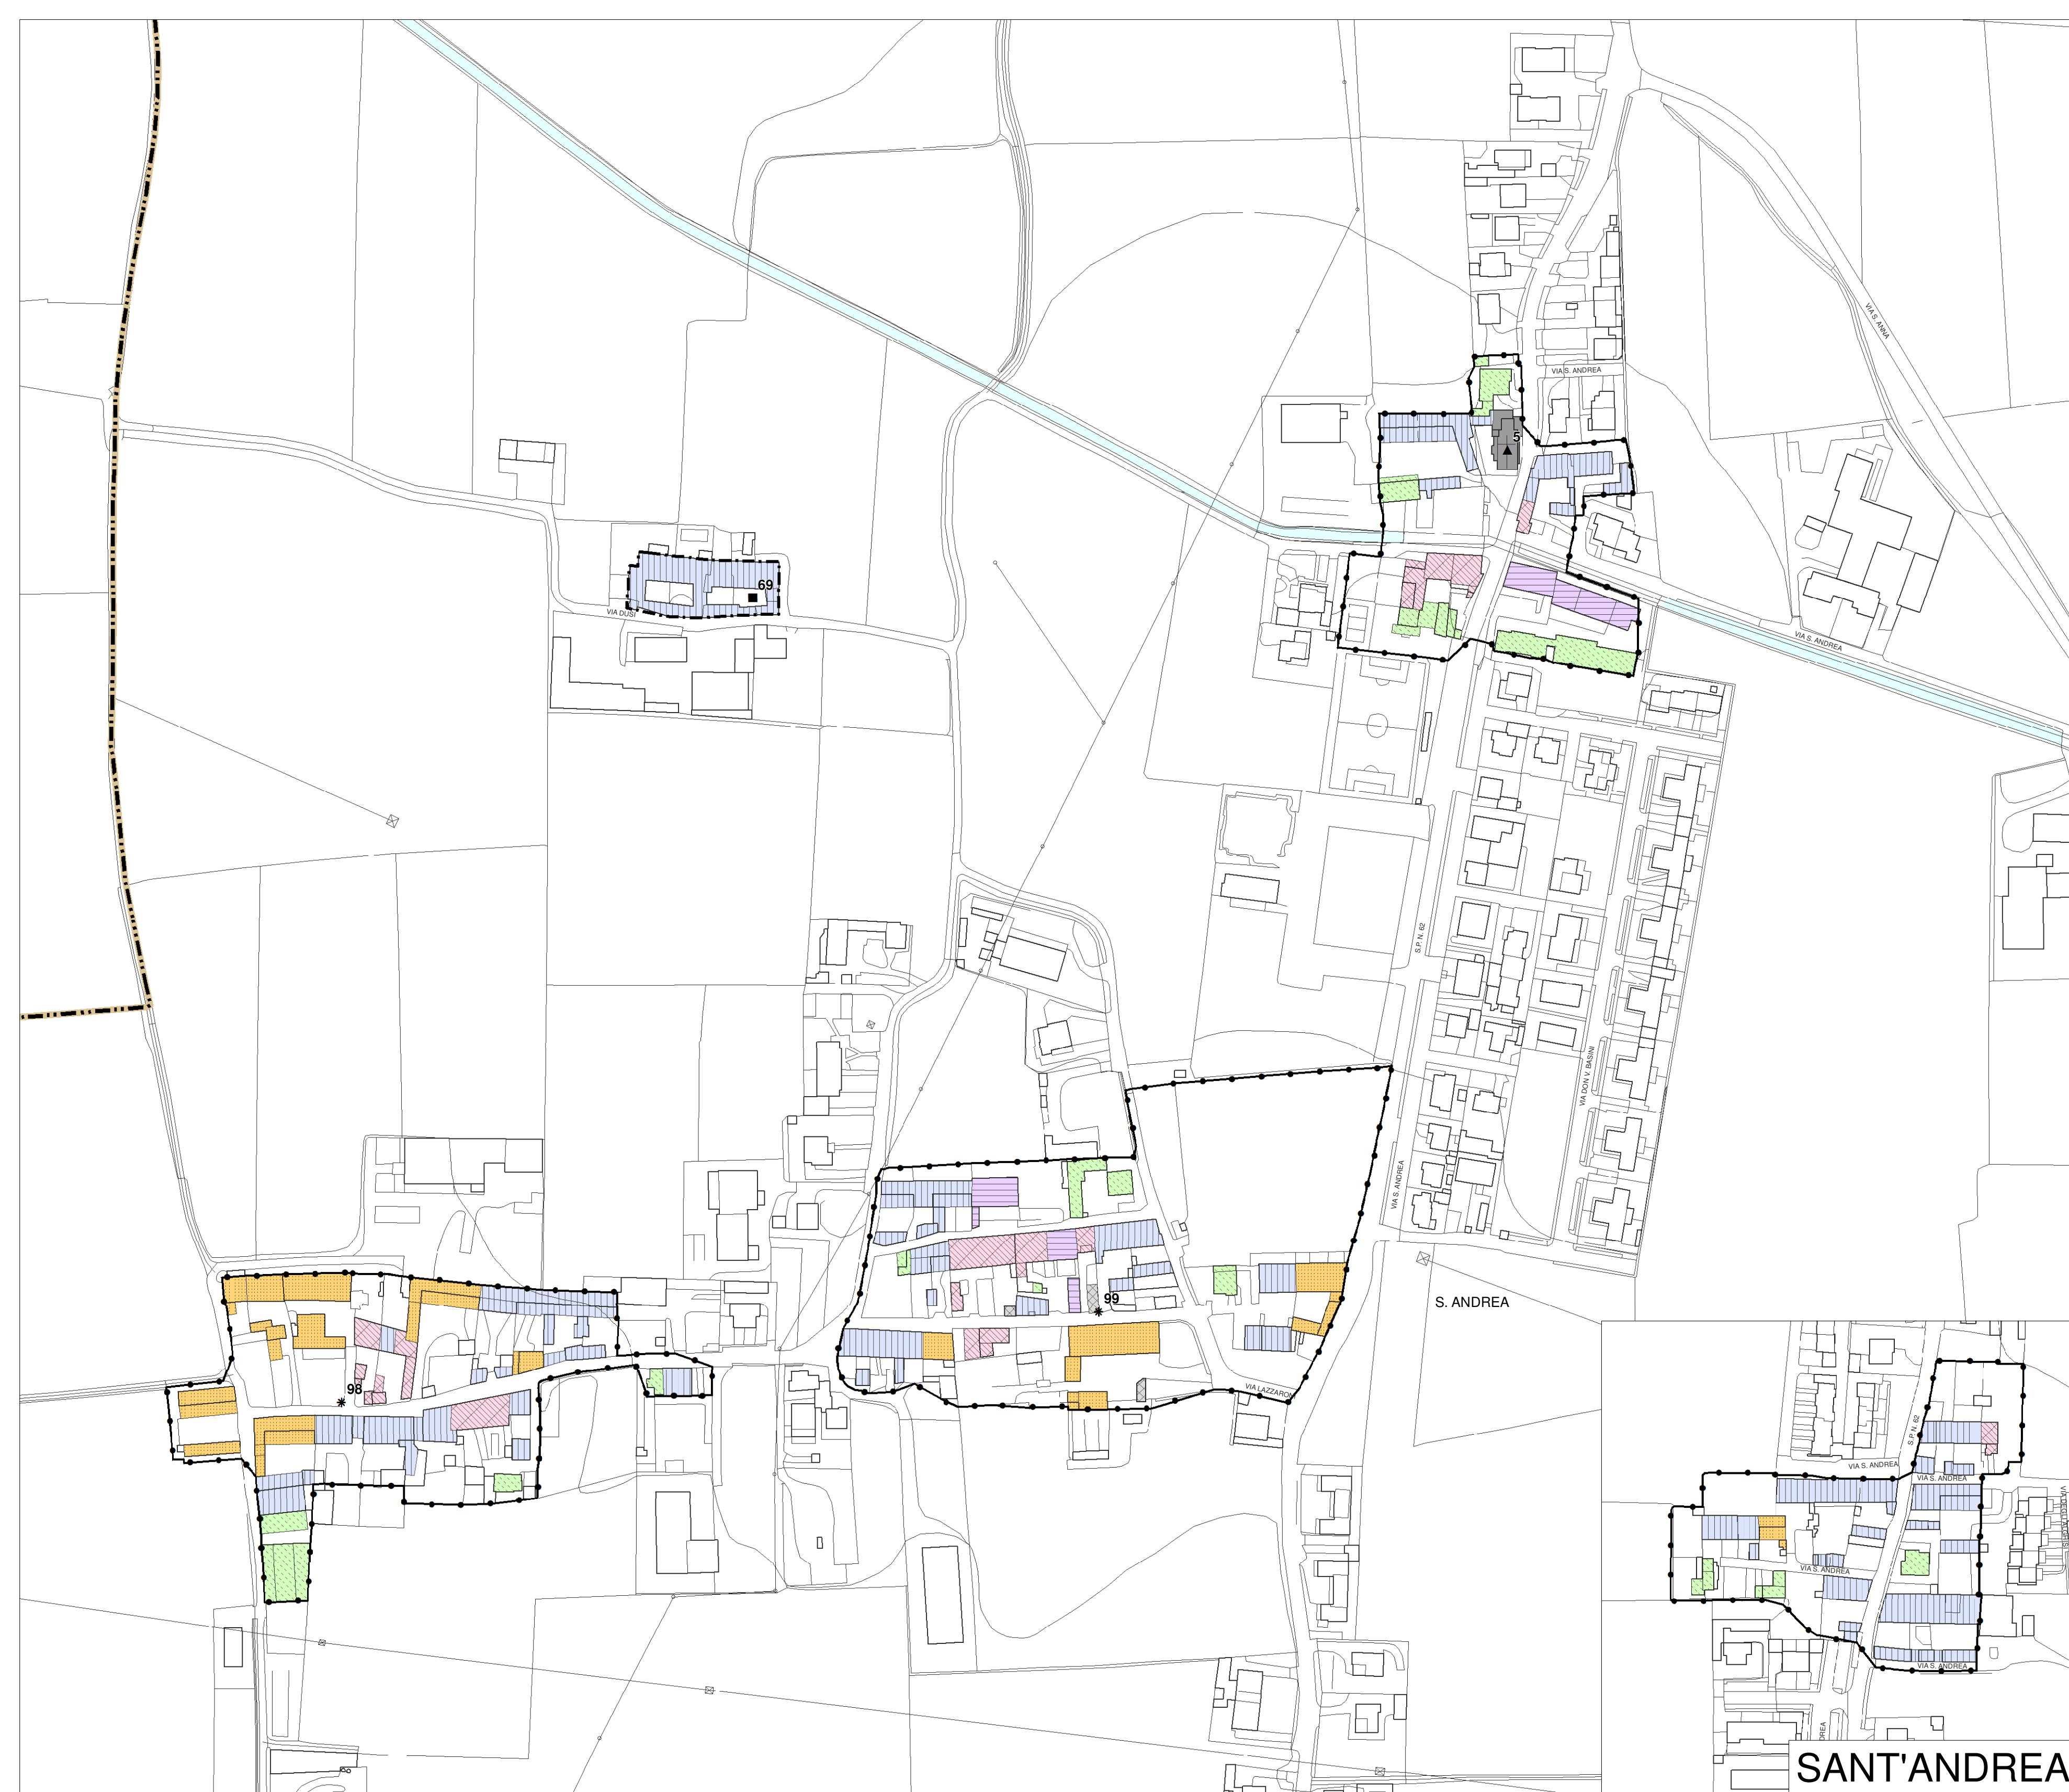 VIA S. ANNA
VIA S. ANDREA
5
69
VIA DUSI
VIA S. ANDREA
S.P. N. 62
VIA DON V. BASINI
VIA S. ANDREA
99
S. ANDREA
98
VIA LAZZARONI
S.P. N. 62
VIA S. ANDREA
VIA S. ANDREA
VIA S. ANDREA
VIA S. ANDREA
SANT'ANDREA